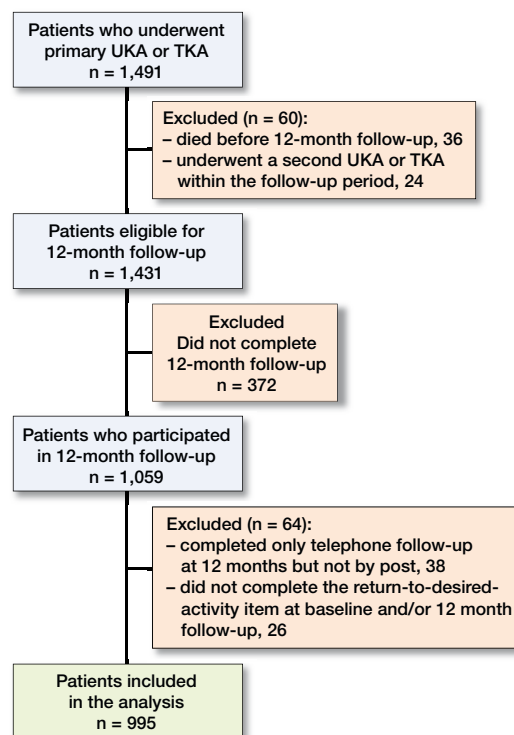 Patients who underwent
primary UKA or TKA
n = 1,491
Excluded (n = 60):
– died before 12-month follow-up, 36
– underwent a second UKA or TKA
within the follow-up period, 24
Patients eligible for
12-month follow-up
n = 1,431
Excluded
Did not complete
12-month follow-up
n = 372
Patients who participated
in 12-month follow-up
n = 1,059
Excluded (n = 64):
– completed only telephone follow-up
at 12 months but not by post, 38
– did not complete the return-to-desired-
activity item at baseline and/or 12 month
follow-up, 26
Patients included
in the analysis
n = 995